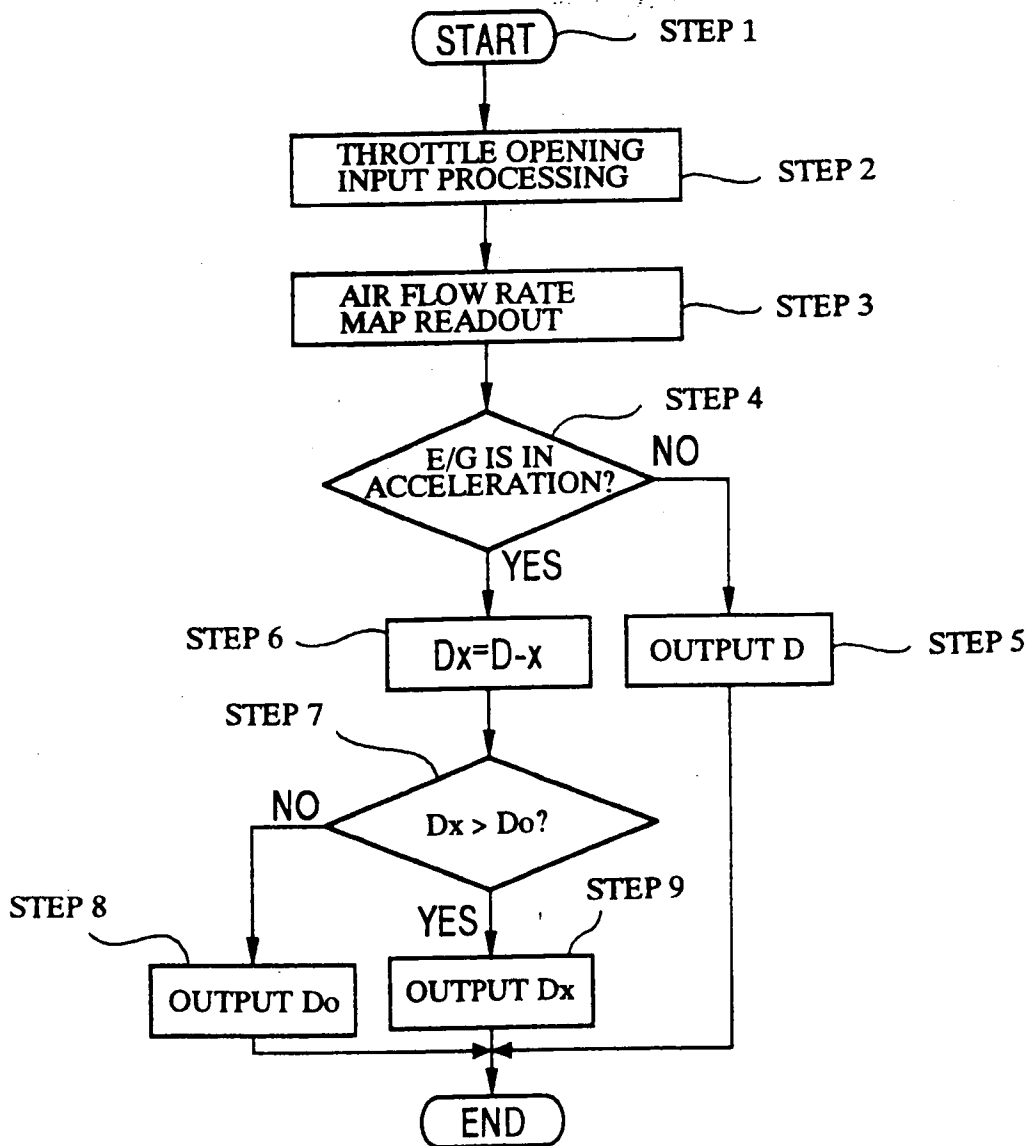 START
STEP 1
THROTTLE OPENING
INPUT PROCESSING
STEP 2
AIR FLOW RATE
MAP READOUT
STEP 3
STEP 4
E/G IS IN
ACCELERATION?
NO
YES
STEP 6
Dx=D-x
OUTPUT D
STEP 5
STEP 7
NO
Dx > Do?
STEP 8
YES
STEP 9
OUTPUT Do
OUTPUT Dx
END